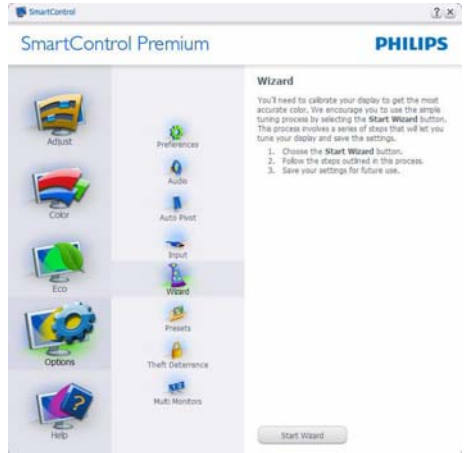 SmartControl
SmartControl Premium
PHILIPS
Adjust
Color
Eco
Options
Help
Preferences
Audio
Auto Pivot
Input
Wizard
Presets
Theft Deterrence
Multi Monitors
Wizard
You'll need to calibrate your display to get the most
accurate color. We encourage you to use the simple
tuning process by selecting the Start Wizard button.
This process involves a series of steps that will let you
tune your display and save the settings.
1. Choose the Start Wizard button.
2. Follow the steps outlined in this process.
3. Save your settings for future use.
Start Wizard